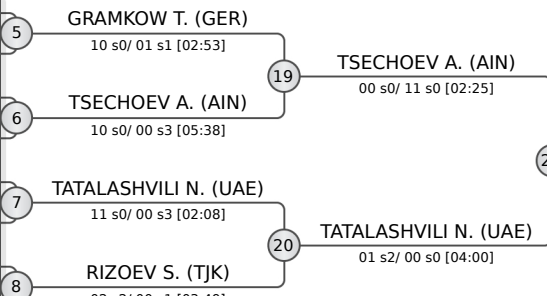 GRAMKOW T. (GER)
5
10 s0/ 01 s1 [02:53]
TSECHOEV A. (AIN)
19
00 s0/ 11 s0 [02:25]
TSECHOEV A. (AIN)
6
10 s0/ 00 s3 [05:38]
TATALASHVILI N. (UAE)
7
11 s0/ 00 s3 [02:08]
TATALASHVILI N. (UAE)
20
01 s2/ 00 s0 [04:00]
RIZOEV S. (TJK)
8